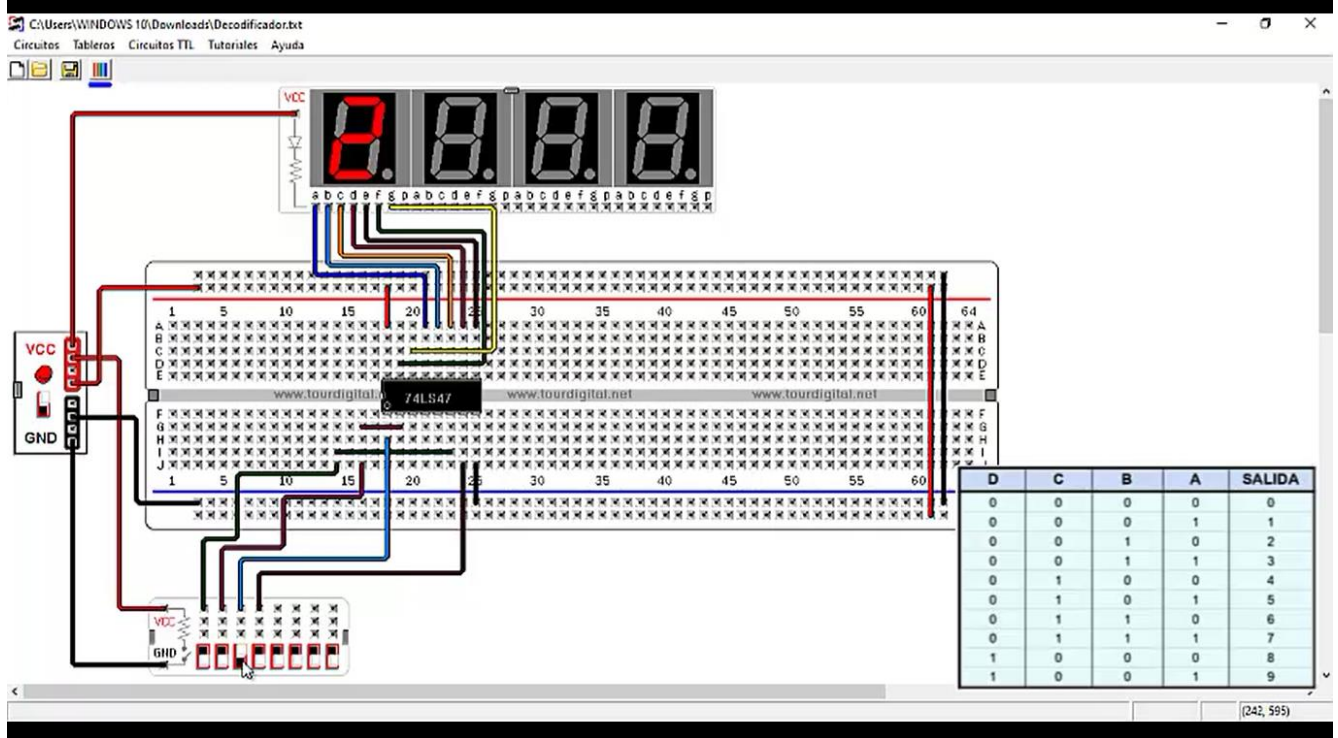 C:\Users\WINDOWS 10\Downloads\Decodificador.txt
Circuitos Tableros Circuitos TTL Tutoriales Ayuda
VCC
a b c d e f g p a b c d e f g p a b c d e f g p a b c d e f g p
1 5 10 15 20 25 30 35 40 45 50 55 60 64
A A
B B
C C
D D
E E
VCC
GND
www.tourdigital. 74LS47 www.tourdigital.net www.tourdigital.net
F F
G G
H H
I I
J
1 5 10 15 20 25 30 35 40 45 50 55 60
VCC
GND
D C B A SALIDA
0 0 0 0 0
0 0 0 1 1
0 0 1 0 2
0 0 1 1 3
0 1 0 0 4
0 1 0 1 5
0 1 1 0 6
0 1 1 1 7
1 0 0 0 8
1 0 0 1 9
(242, 595)